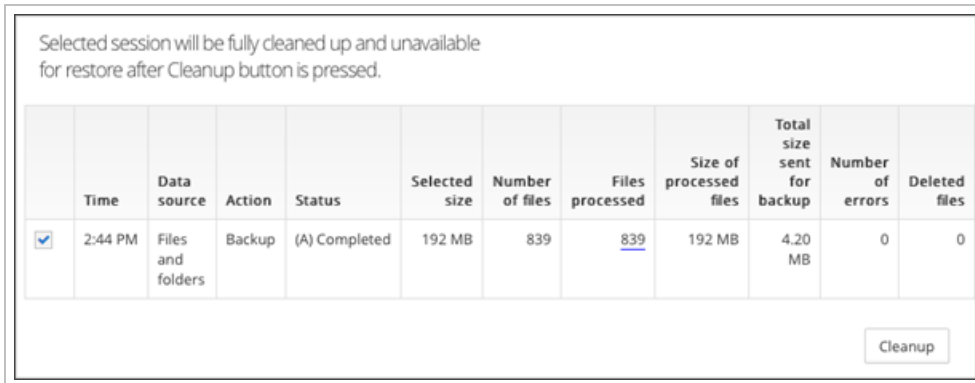 Selected session will be fully cleaned up and unavailable
for restore after Cleanup button is pressed.
Time Data source Action Status Selected size Number of files Files processed Size of processed files Total size sent for backup Number of errors Deleted files
2:44 PM Files and folders Backup (A) Completed 192 MB 839 839 192 MB 4.20 MB 0 0
Cleanup